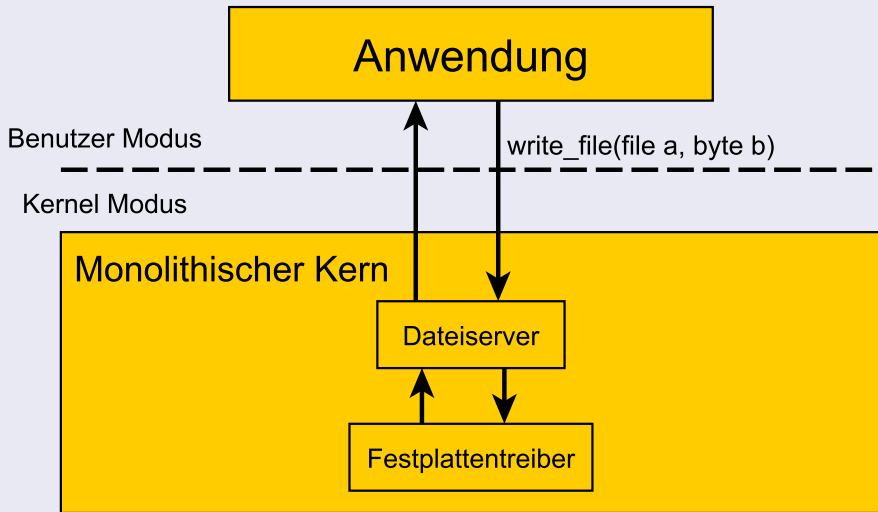 Anwendung
Benutzer Modus
write_file(file a, byte b)
Kernel Modus
Monolithischer Kern
Dateiserver
Festplattentreiber